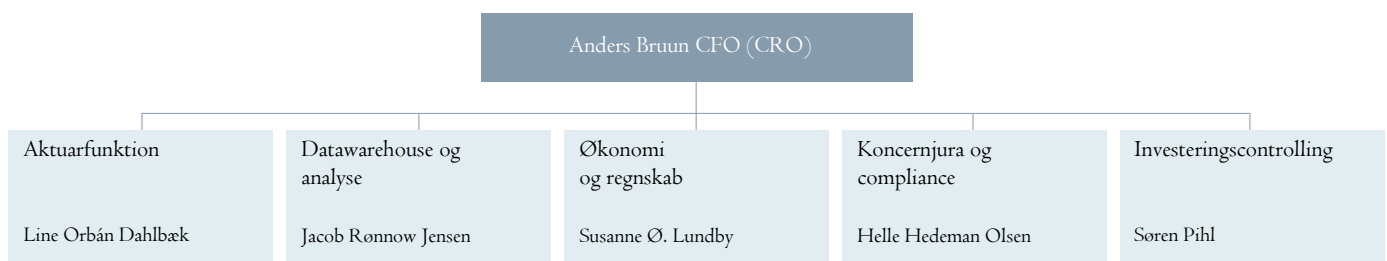 Anders Bruun CFO (CRO)
Aktuarfunktion
Line Orbán Dahlbæk
Datawarehouse og
analyse
Jacob Rønnow Jensen
Økonomi
og regnskab
Susanne Ø. Lundby
Koncernjura og
compliance
Helle Hedeman Olsen
Investeringscontrolling
Søren Pihl